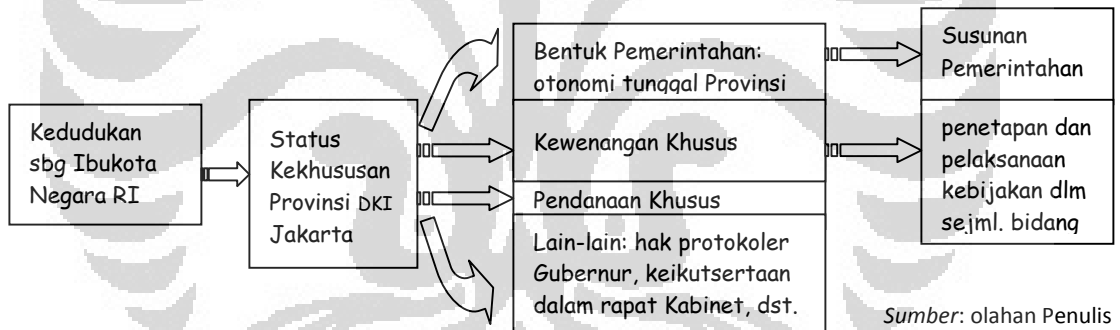 Kedudukan
sbg Ibukota
Negara RI
Status
Kekhususan
Provinsi DKI
Jakarta
Bentuk Pemerintahan:
otonomi tunggal Provinsi
Kewenangan Khusus
Pendanaan Khusus
Lain-lain: hak protokoler
Gubernur, keikutsertaan
dalam rapat Kabinet, dst.
Susunan
Pemerintahan
penetapan dan
pelaksanaan
kebijakan dlm
sejml. bidang
Sumber: olahan Penulis